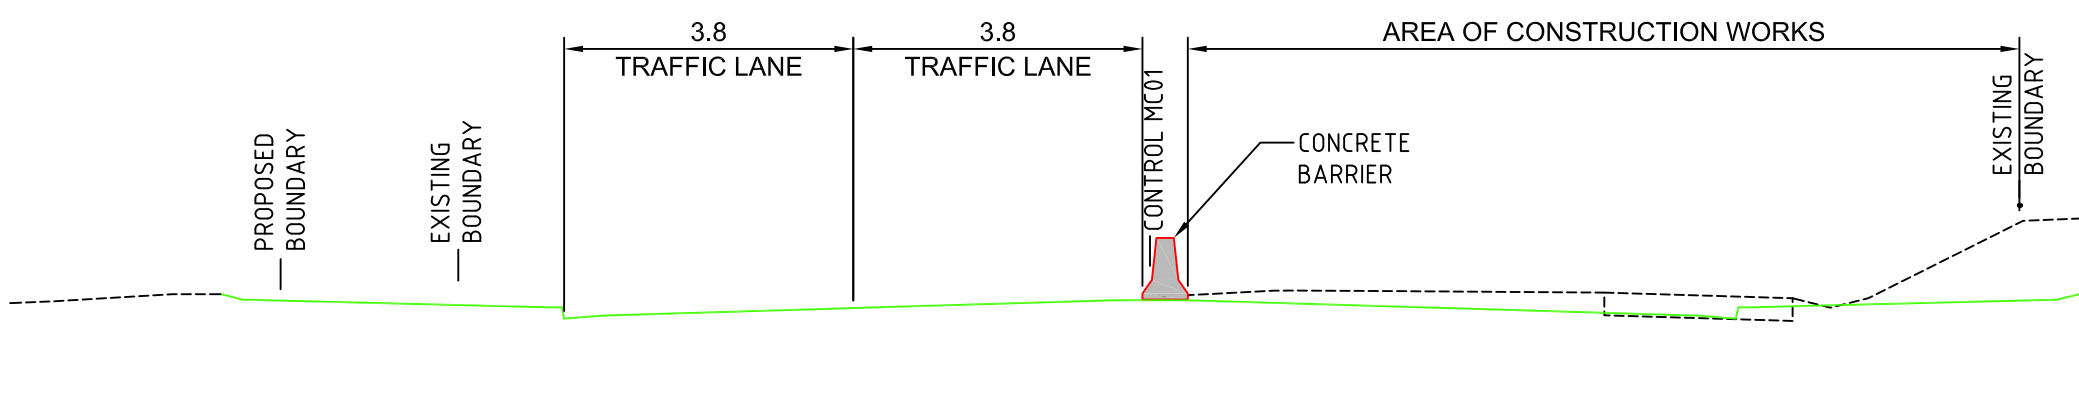 3.8
TRAFFIC LANE
3.8
TRAFFIC LANE
AREA OF CONSTRUCTION WORKS
PROPOSED
BOUNDARY
EXISTING
BOUNDARY
CONTROL MC01
CONCRETE
BARRIER
EXISTING
BOUNDARY